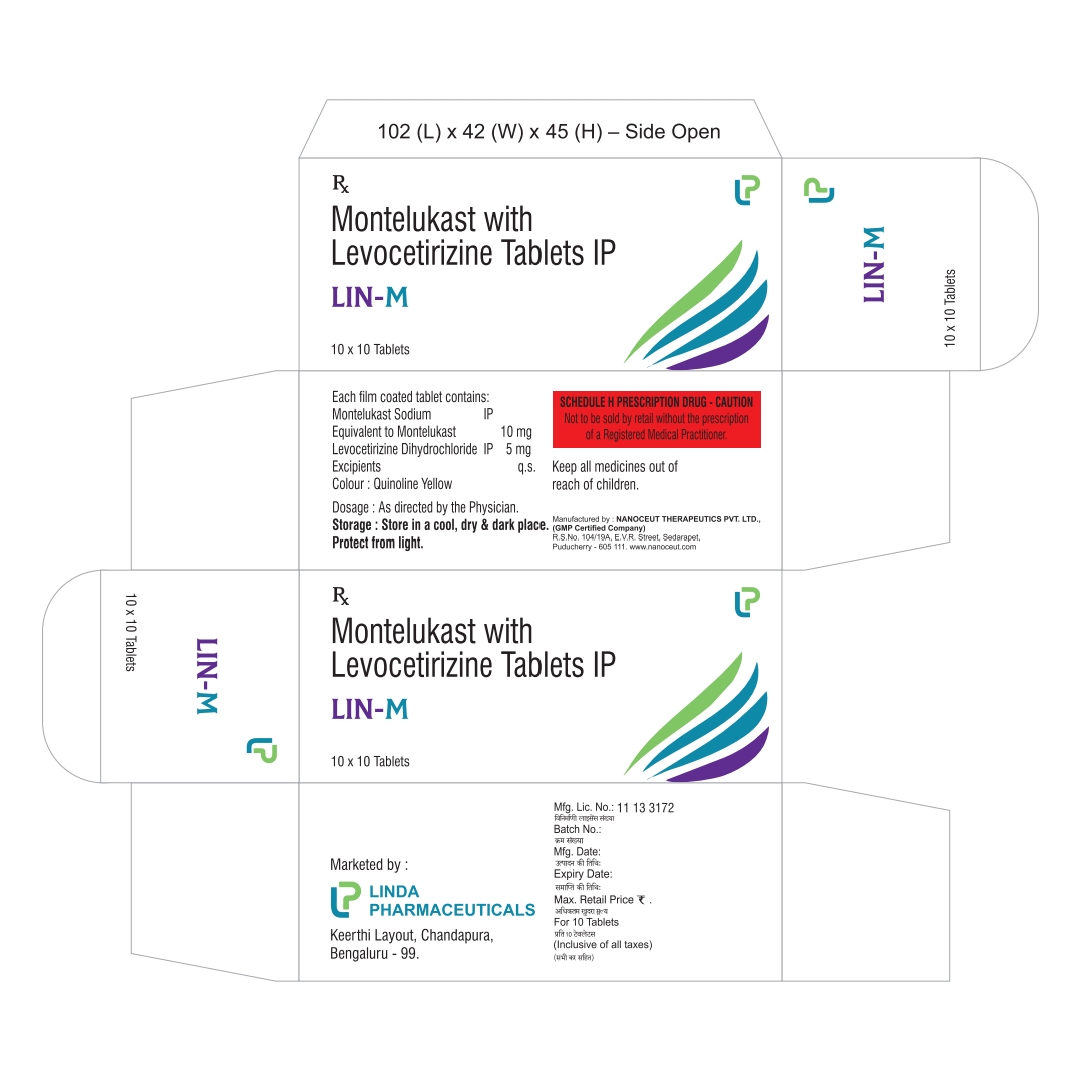 102 (L) x 42 (W) x 45 (H) – Side Open
Rx
Montelukast with
Levocetirizine Tablets IP
LIN-M
10 x 10 Tablets
LIN-M
10 x 10 Tablets
Each film coated tablet contains:
Montelukast Sodium IP
Equivalent to Montelukast 10 mg
Levocetirizine Dihydrochloride IP 5 mg
Excipients q.s.
Colour : Quinoline Yellow
Dosage : As directed by the Physician.
Storage : Store in a cool, dry & dark place.
Protect from light.
SCHEDULE H PRESCRIPTION DRUG - CAUTION
Not to be sold by retail without the prescription
of a Registered Medical Practitioner.
Keep all medicines out of
reach of children.
Manufactured by : NANOCEUT THERAPEUTICS PVT. LTD.,
(GMP Certified Company)
R.S.No. 104/19A, E.V.R. Street, Sedarapet,
Puducherry - 605 111. www.nanoceut.com
10 x 10 Tablets
LIN-M
Rx
Montelukast with
Levocetirizine Tablets IP
LIN-M
10 x 10 Tablets
Marketed by :
LINDA
PHARMACEUTICALS
Keerthi Layout, Chandapura,
Bengaluru - 99.
Mfg. Lic. No.: 11 13 3172
विनिर्माणी लाइसेंस संख्या
Batch No.:
क्रम संख्या
Mfg. Date:
उत्पादन की तिथि:
Expiry Date:
समाप्ति की तिथि:
Max. Retail Price ₹ .
अधिकतम खुदरा मूल्य
For 10 Tablets
प्रति 10 टेबलेटस
(Inclusive of all taxes)
(सभी कर सहित)